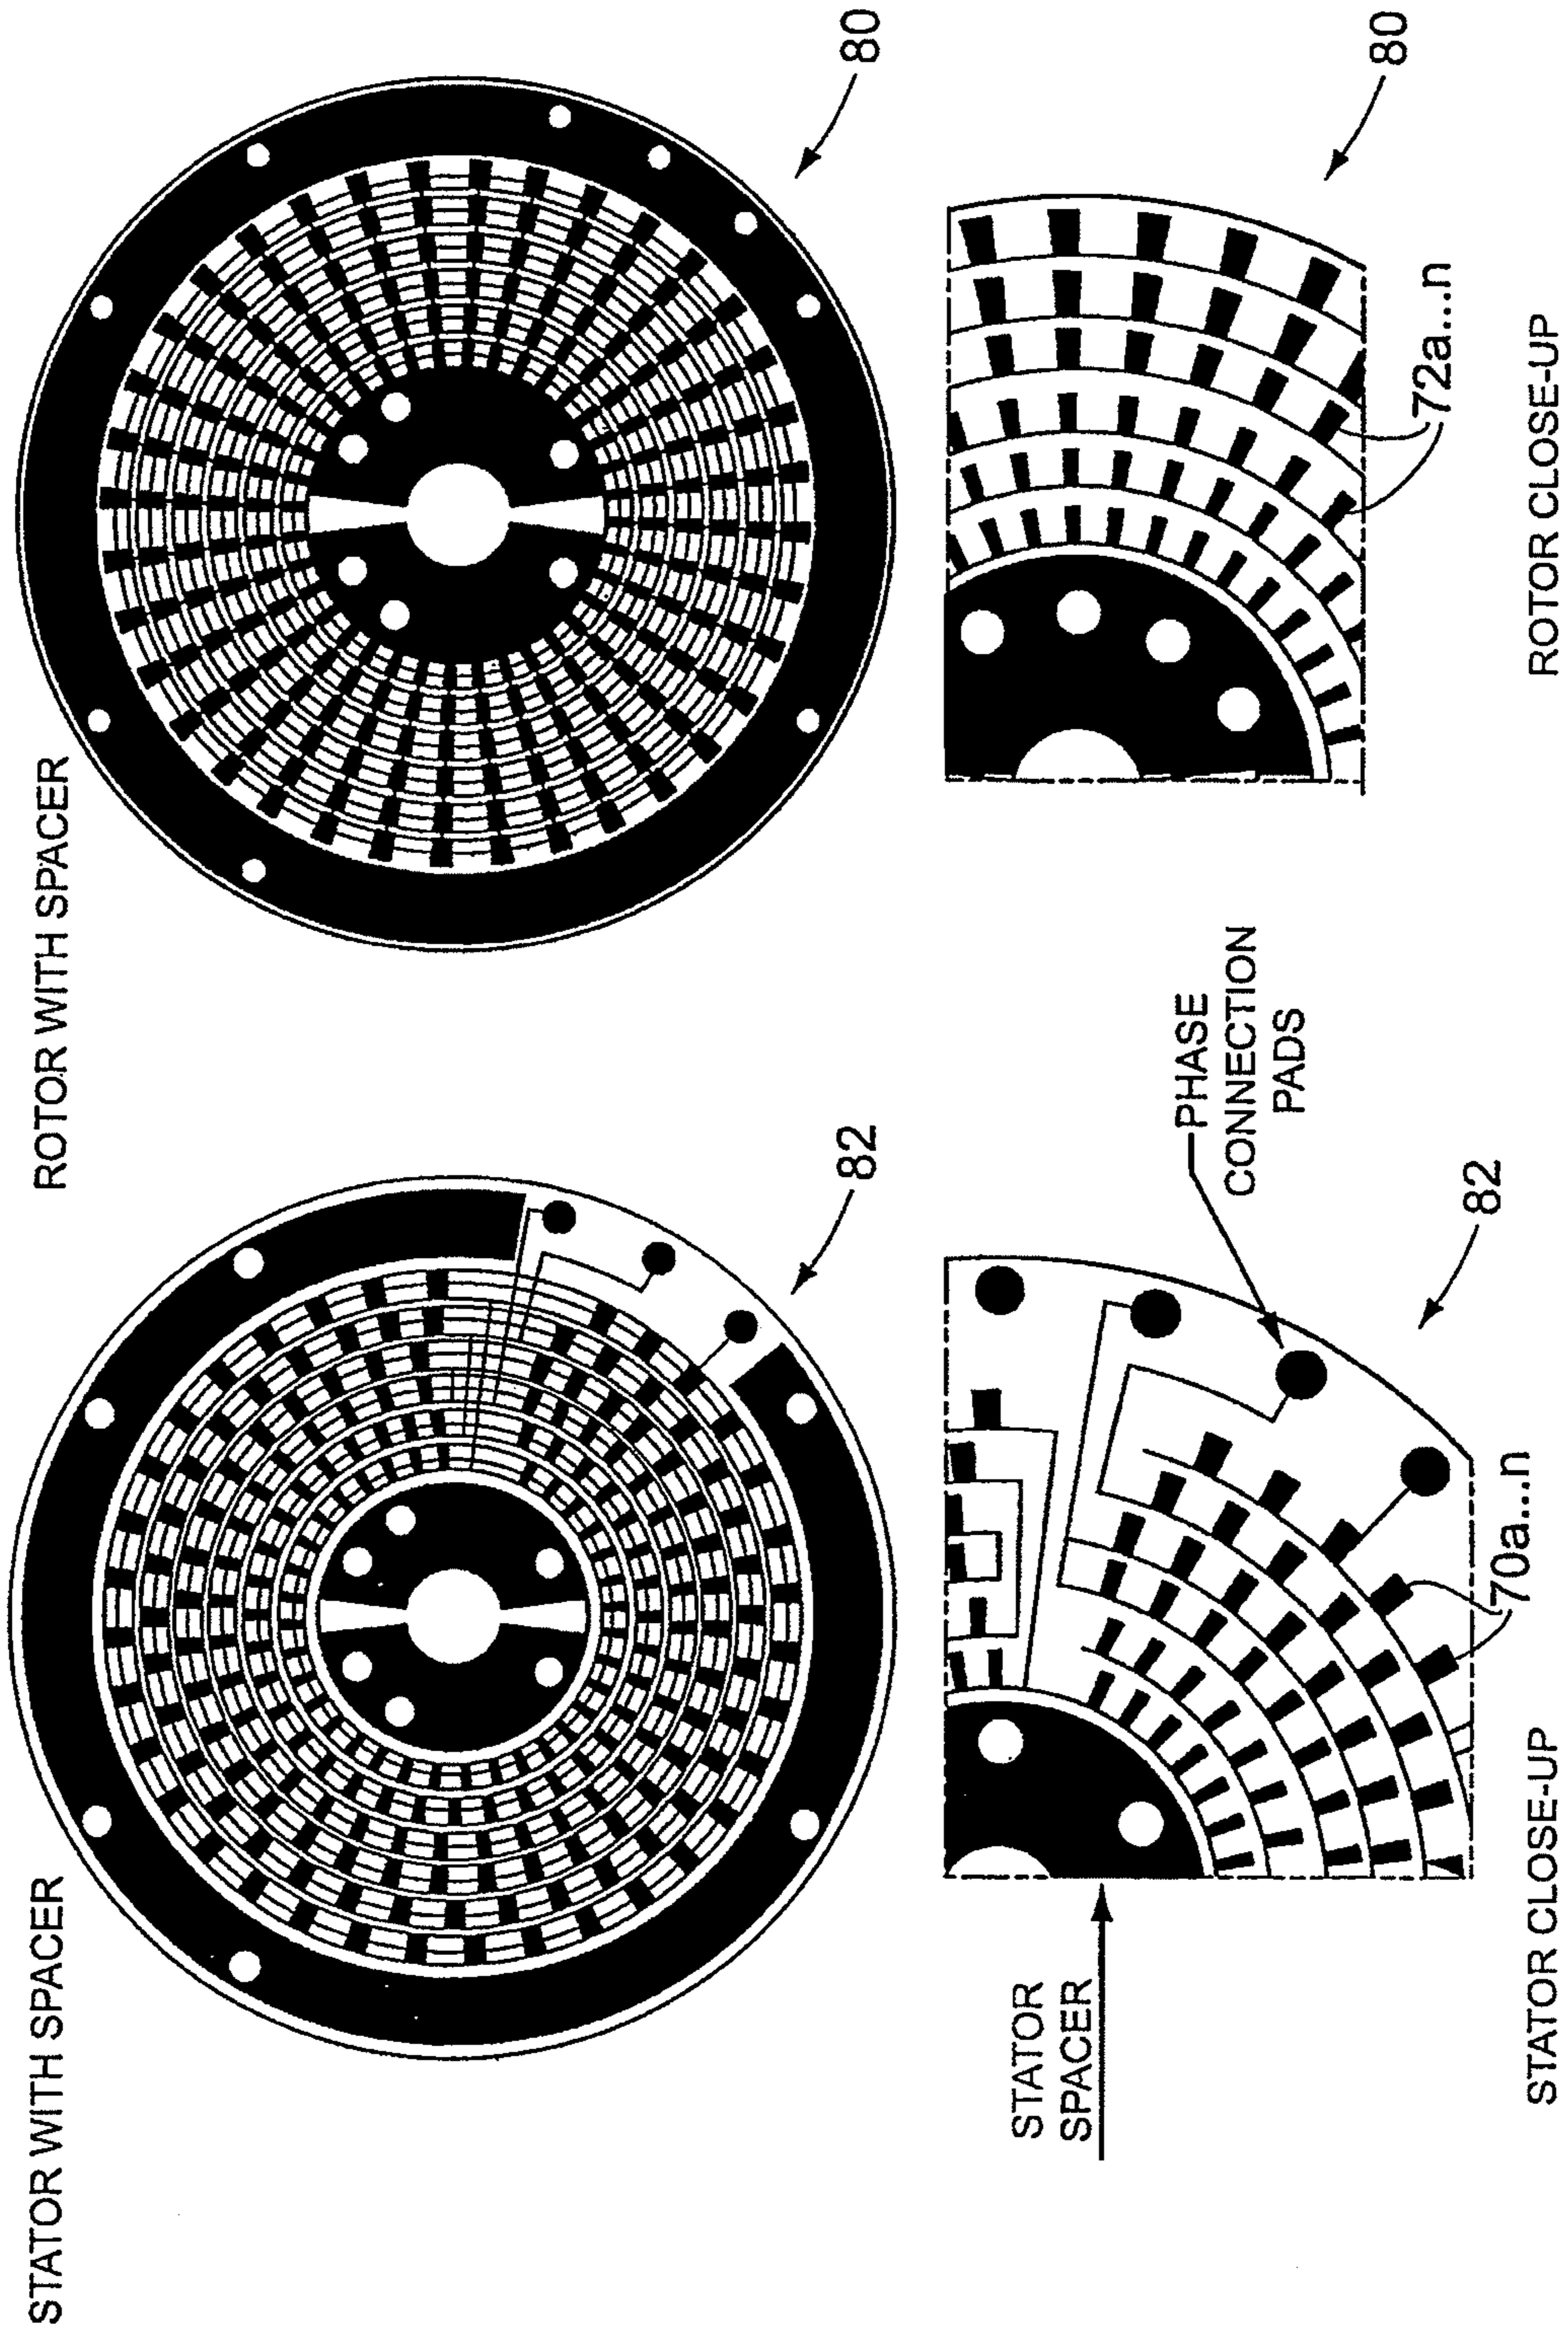 STATOR WITH SPACER
ROTOR WITH SPACER
82
80
STATOR
SPACER
PHASE
CONNECTION
PADS
82
80
70a...n
72a...n
STATOR CLOSE-UP
ROTOR CLOSE-UP